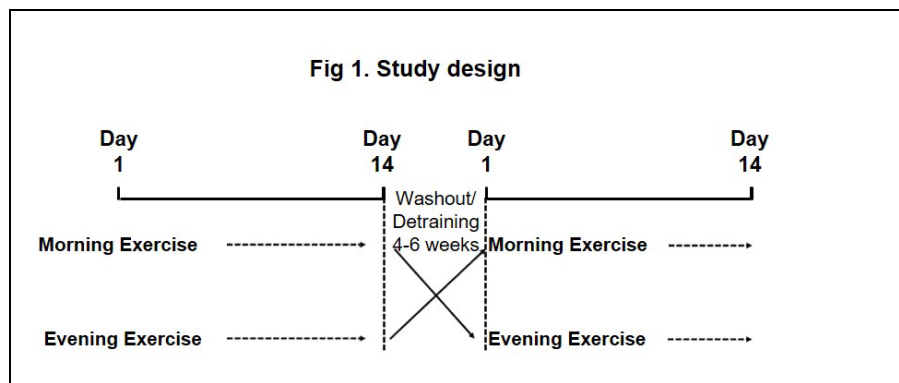 Fig 1. Study design
Day
1
Day
14
Day
1
Day
14
Washout/
Detraining
4-6 weeks
Morning Exercise
Morning Exercise
Evening Exercise
Evening Exercise